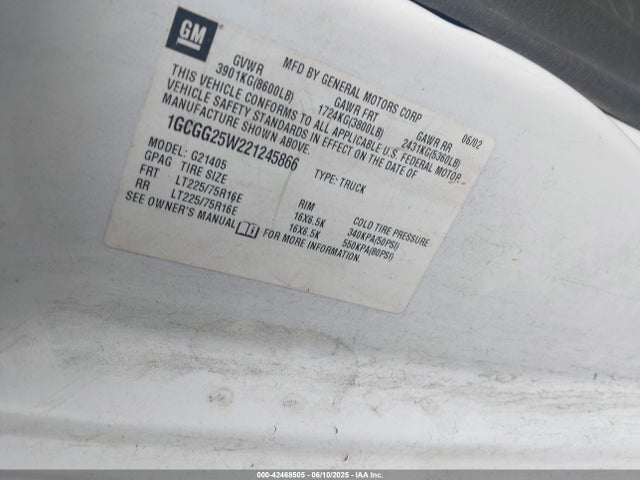 GM
MFD BY GENERAL MOTORS CORP
06/02
GVWR GAWR FRT GAWR RR
3901KG(8600LB) 1724KG(3800LB) 2431KG(5360LB)
THIS VEHICLE CONFORMS TO ALL APPLICABLE U.S. FEDERAL MOTOR
VEHICLE SAFETY STANDARDS IN EFFECT ON THE DATE OF
MANUFACTURE SHOWN ABOVE.
1GCGG25W221245866 TYPE: TRUCK
MODEL: G21405
GPAG TIRE SIZE RIM COLD TIRE PRESSURE
FRT LT225/75R16E 16X6.5K 340KPA(50PSI)
RR LT225/75R16E 16X6.5K 550KPA(80PSI)
SEE OWNER'S MANUAL FOR MORE INFORMATION.
000-42468505 - 06/10/2025 - IAA Inc.